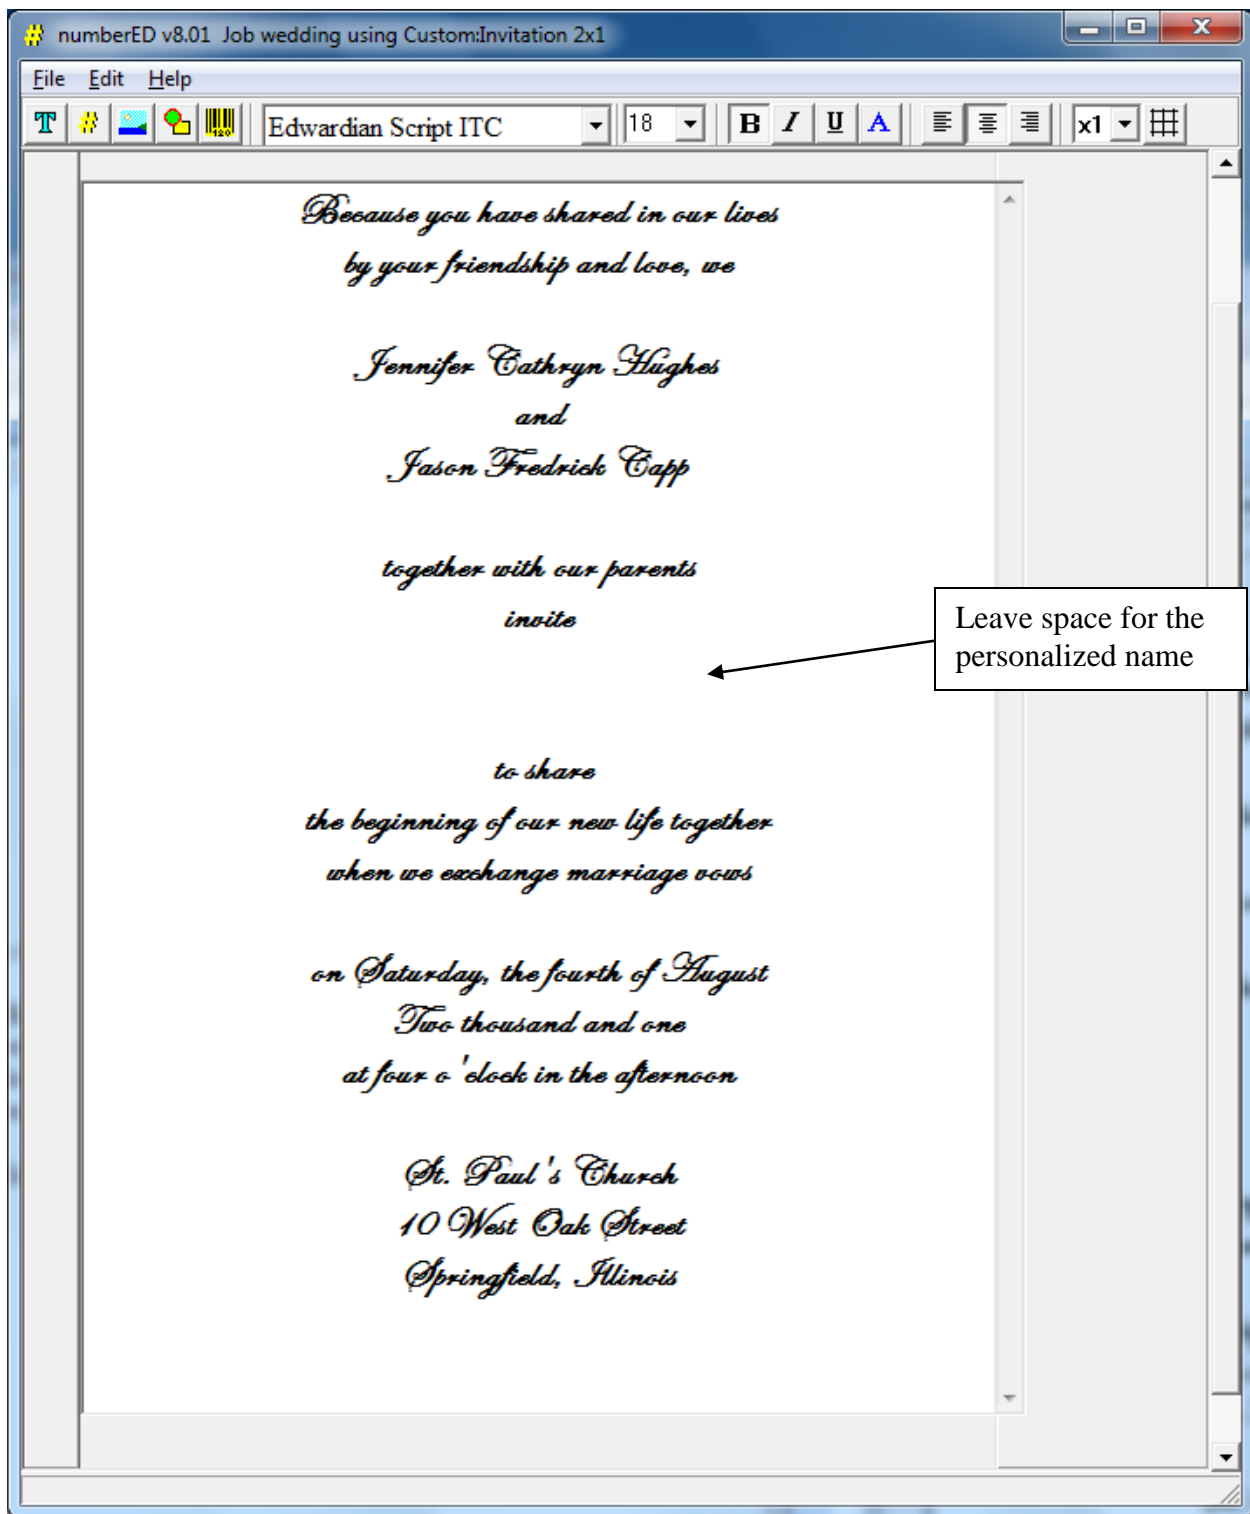 numberED v8.01 Job wedding using Custom:Invitation 2x1
File Edit Help
T # 120 Edwardian Script ITC 18 B I U A x1
Because you have shared in our lives
by your friendship and love, we
Jennifer Cathryn Hughes
and
Jason Fredrick Capp
together with our parents
invite
Leave space for the
personalized name
to share
the beginning of our new life together
when we exchange marriage vows
on Saturday, the fourth of August
Two thousand and one
at four o 'clock in the afternoon
St. Paul 's Church
10 West Oak Street
Springfield, Illinois